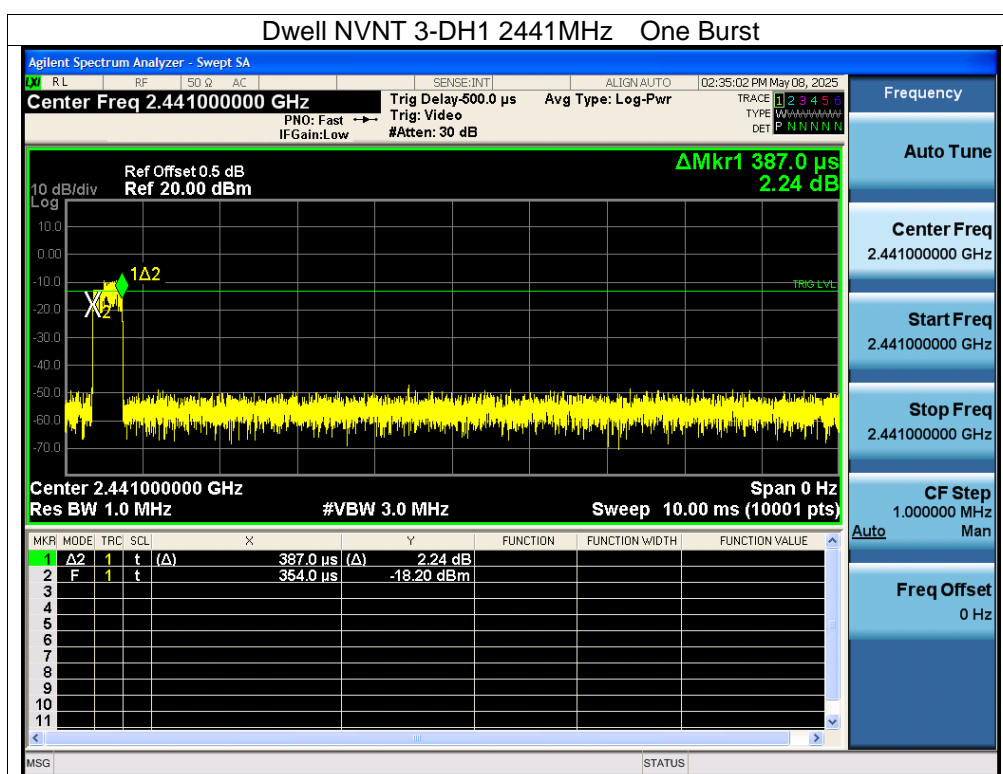 Dwell NVNT 3-DH1 2441MHz One Burst
Agilent Spectrum Analyzer - Swept SA
LXI RL RF 50 Ω AC SENSE:INT ALIGN AUTO 02:35:02 PM May 08, 2025
Center Freq 2.441000000 GHz
Trig Delay-500.0 µs Avg Type: Log-Pwr TRACE 1 2 3 4 5 6
PNO: Fast Trig: Video TYPE WWWWWW
IFGain:Low #Atten: 30 dB DET P N N N N N
Frequency
Auto Tune
Center Freq
2.441000000 GHz
Start Freq
2.441000000 GHz
Stop Freq
2.441000000 GHz
CF Step
1.000000 MHz
Auto Man
Freq Offset
0 Hz
ΔMkr1 387.0 µs
2.24 dB
Ref Offset 0.5 dB
10 dB/div Ref 20.00 dBm
Log
10.0
0.00
-10.0
-20.0
-30.0
-40.0
-50.0
-60.0
-70.0
1Δ2
TRIG LVL
X2
Center 2.441000000 GHz Span 0 Hz
Res BW 1.0 MHz #VBW 3.0 MHz Sweep 10.00 ms (10001 pts)
MKR MODE TRC SCL X Y FUNCTION FUNCTION WIDTH FUNCTION VALUE
1 Δ2 1 t (Δ) 387.0 µs (Δ) 2.24 dB
2 F 1 t 354.0 µs -18.20 dBm
3
4
5
6
7
8
9
10
11
MSG STATUS